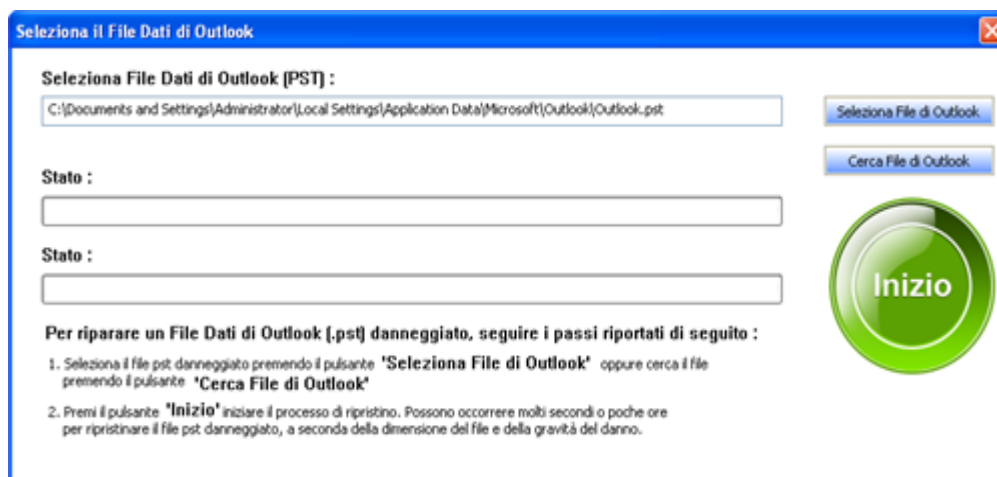 Seleziona il File Dati di Outlook
Seleziona File Dati di Outlook (PST) :
C:\Documents and Settings\Administrator\Local Settings\Application Data\Microsoft\Outlook\Outlook.pst
Seleziona File di Outlook
Cerca File di Outlook
Stato :
Stato :
Inizio
Per riparare un File Dati di Outlook (.pst) danneggiato, seguire i passi riportati di seguito :
1. Seleziona il file pst danneggiato premendo il pulsante "Seleziona File di Outlook" oppure cerca il file
premendo il pulsante "Cerca File di Outlook"
2. Premi il pulsante "Inizio" iniziare il processo di ripristino. Possono occorrere molti secondi o poche ore
per ripristinare il file pst danneggiato, a seconda della dimensione del file e della gravità del danno.